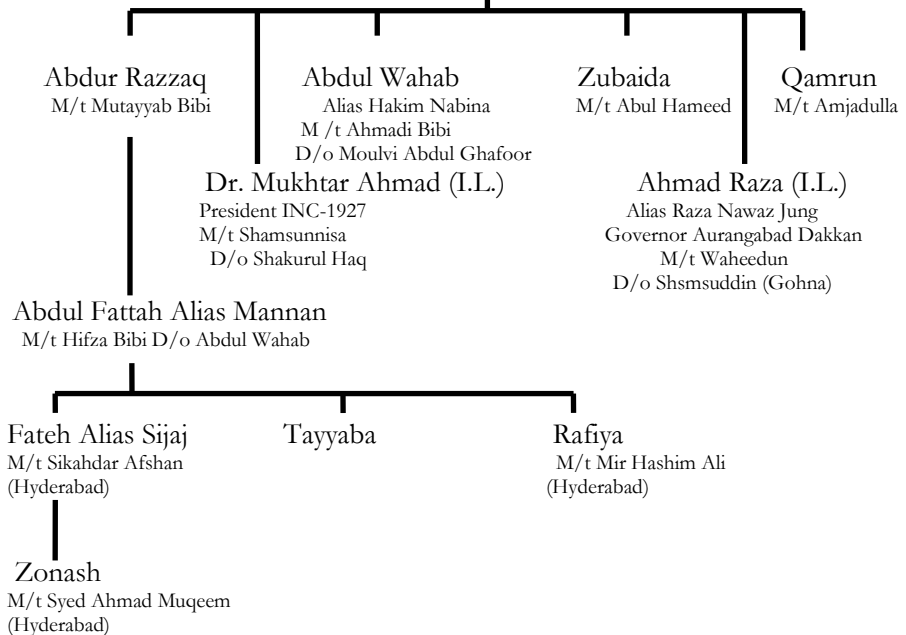 Abdur Razzaq
M/t Mutayyab Bibi
Abdul Wahab
Alias Hakim Nabina
M /t Ahmadi Bibi
D/o Moulvi Abdul Ghafoor
Zubaida
M/t Abul Hameed
Qamrun
M/t Amjadulla
Dr. Mukhtar Ahmad (I.L.)
President INC-1927
M/t Shamsunnisa
D/o Shakurul Haq
Ahmad Raza (I.L.)
Alias Raza Nawaz Jung
Governor Aurangabad Dakkan
M/t Waheedun
D/o Shsmsuddin (Gohna)
Abdul Fattah Alias Mannan
M/t Hifza Bibi D/o Abdul Wahab
Fateh Alias Sijaj
M/t Sikahdar Afshan
(Hyderabad)
Tayyaba
Rafiya
M/t Mir Hashim Ali
(Hyderabad)
Zonash
M/t Syed Ahmad Muqeem
(Hyderabad)